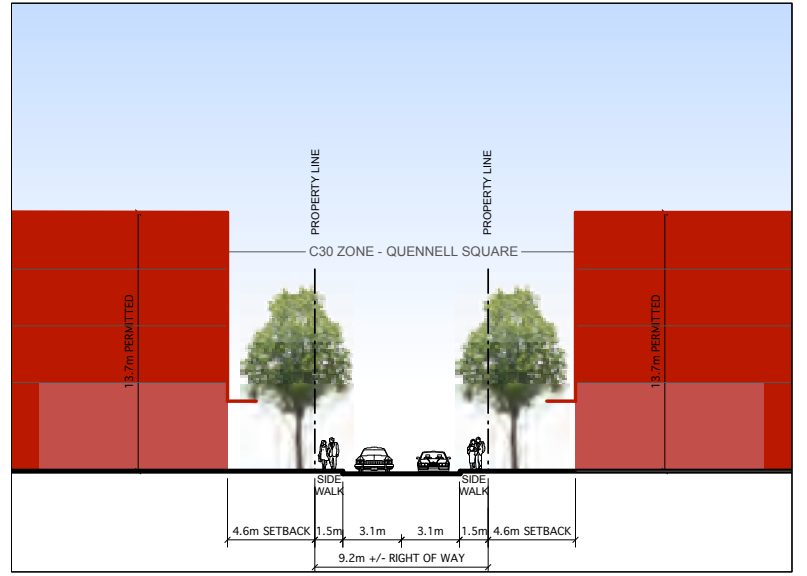 PROPERTY LINE
PROPERTY LINE
C30 ZONE - QUENNELL SQUARE
13.7m PERMITTED
13.7m PERMITTED
SIDE
WALK
SIDE
WALK
4.6m SETBACK
1.5m
3.1m
3.1m
1.5m
4.6m SETBACK
9.2m +/- RIGHT OF WAY